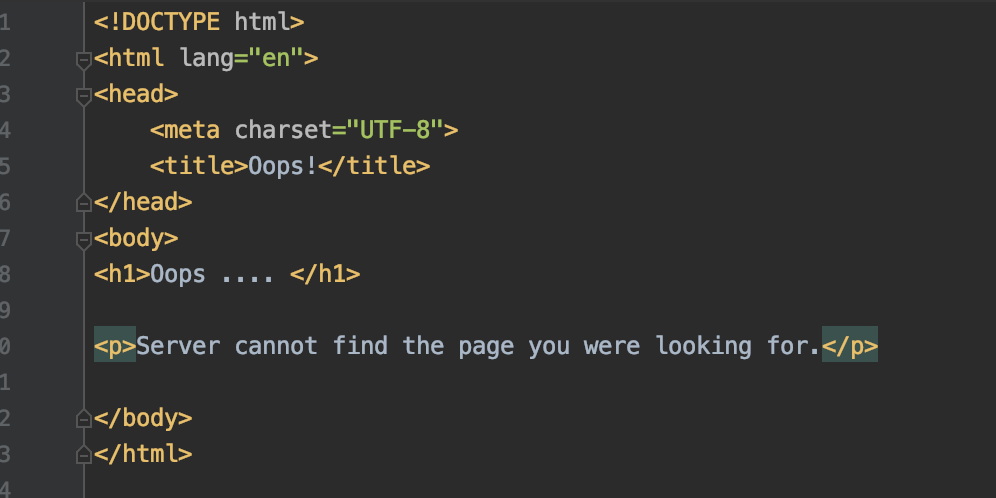 1 <!DOCTYPE html>
2 <html lang="en">
3 <head>
4     <meta charset="UTF-8">
5     <title>Oops!</title>
6 </head>
7 <body>
8 <h1>Oops .... </h1>
9
0 <p>Server cannot find the page you were looking for.</p>
1
2 </body>
3 </html>
4